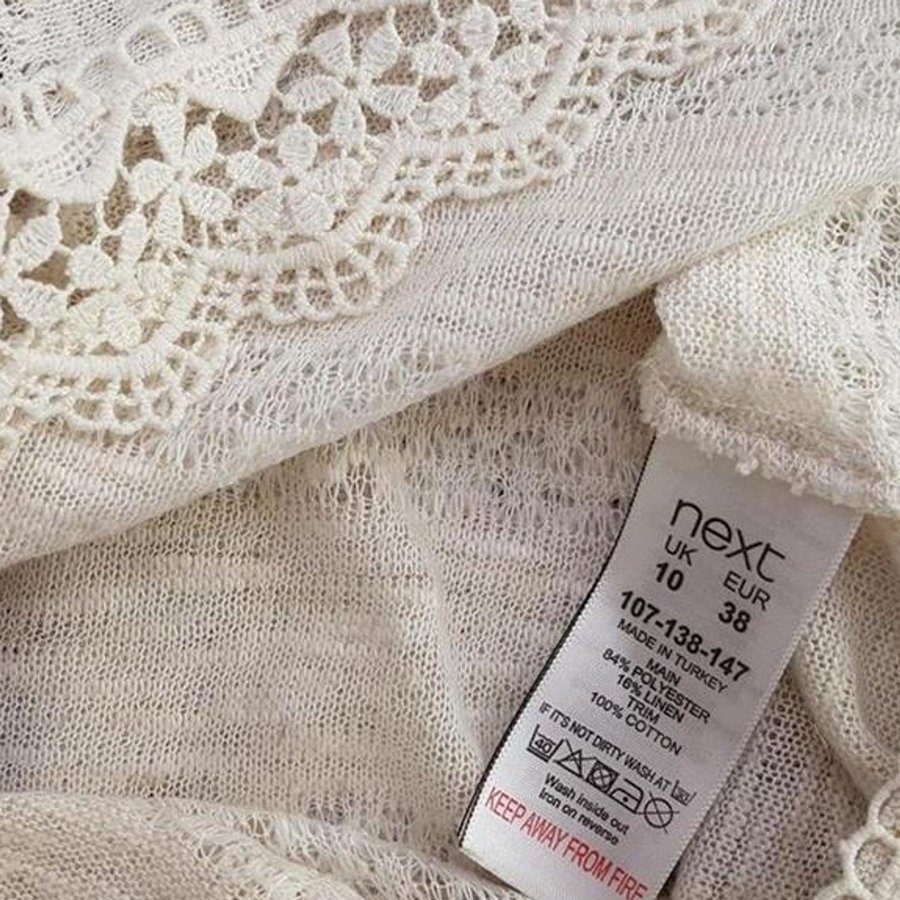 next
UK EUR
10 38
107-138-147
MADE IN TURKEY
MAIN
84% POLYESTER
16% LINEN
TRIM
100% COTTON
IF IT'S NOT DIRTY WASH AT 30
40
Wash inside out
Iron on reverse
KEEP AWAY FROM FIRE